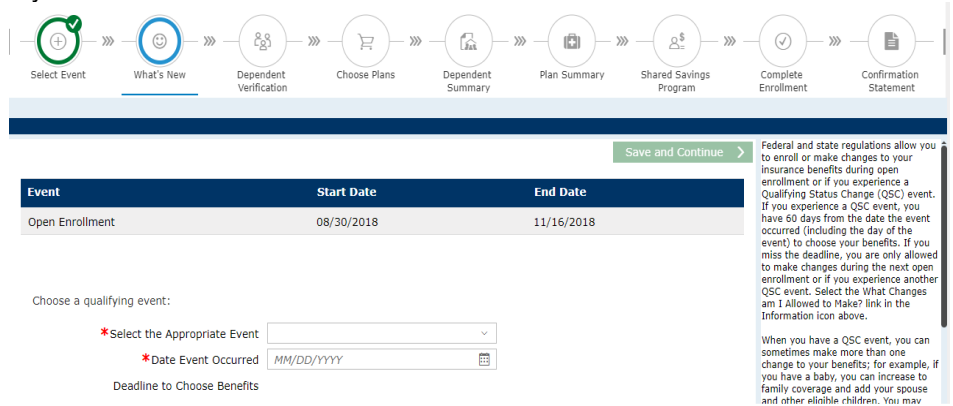 Select Event
What's New
Dependent
Verification
Choose Plans
Dependent
Summary
Plan Summary
Shared Savings
Program
Complete
Enrollment
Confirmation
Statement
Save and Continue
Event Start Date End Date
Open Enrollment 08/30/2018 11/16/2018
Choose a qualifying event:
*Select the Appropriate Event
*Date Event Occurred MM/DD/YYYY
Deadline to Choose Benefits
Federal and state regulations allow you
to enroll or make changes to your
insurance benefits during open
enrollment or if you experience a
Qualifying Status Change (QSC) event.
If you experience a QSC event, you
have 60 days from the date the event
occurred (including the day of the
event) to choose your benefits. If you
miss the deadline, you are only allowed
to make changes during the next open
enrollment or if you experience another
QSC event. Select the What Changes
am I Allowed to Make? link in the
Information icon above.
When you have a QSC event, you can
sometimes make more than one
change to your benefits; for example, if
you have a baby, you can increase to
family coverage and add your spouse
and other eligible children. You may